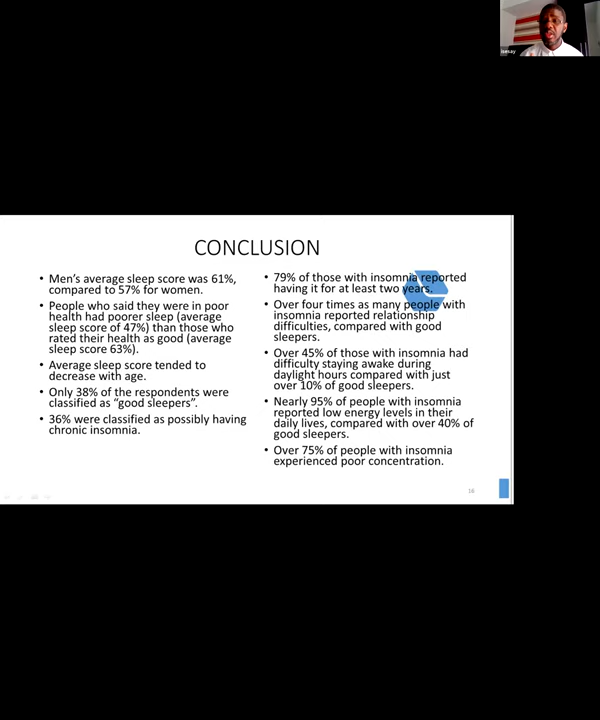 isesay
CONCLUSION
• Men's average sleep score was 61%,
compared to 57% for women.
• People who said they were in poor
health had poorer sleep (average
sleep score of 47%) than those who
rated their health as good (average
sleep score 63%).
• Average sleep score tended to
decrease with age.
• Only 38% of the respondents were
classified as “good sleepers”.
• 36% were classified as possibly having
chronic insomnia.
• 79% of those with insomnia reported
having it for at least two years.
• Over four times as many people with
insomnia reported relationship
difficulties, compared with good
sleepers.
• Over 45% of those with insomnia had
difficulty staying awake during
daylight hours compared with just
over 10% of good sleepers.
• Nearly 95% of people with insomnia
reported low energy levels in their
daily lives, compared with over 40% of
good sleepers.
• Over 75% of people with insomnia
experienced poor concentration.
16